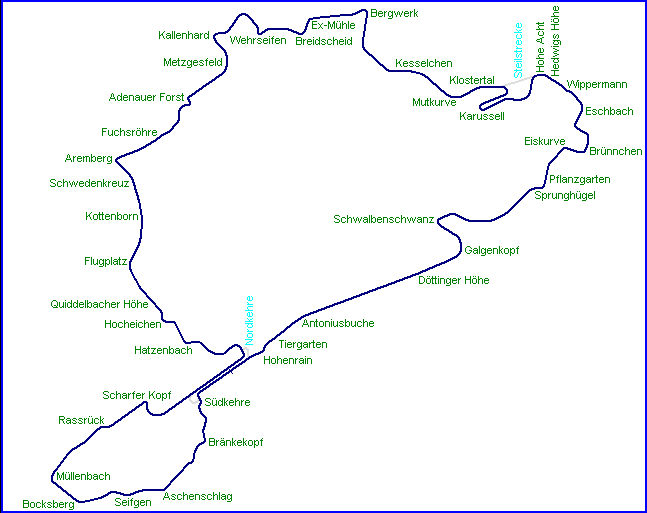 Bergwerk
Ex-Mühle
Kallenhard
Wehrseifen
Breidscheid
Steilstrecke
Hohe Acht
Hedwigs Höhe
Metzgesfeld
Kesselchen
Klostertal
Wippermann
Adenauer Forst
Mutkurve
Karussell
Eschbach
Fuchsröhre
Eiskurve
Brünnchen
Aremberg
Schwedenkreuz
Pflanzgarten
Sprunghügel
Kottenborn
Schwalbenschwanz
Galgenkopf
Flugplatz
Döttinger Höhe
Quiddelbacher Höhe
Hocheichen
Nordkehre
Antoniusbuche
Hatzenbach
Tiergarten
Hohenrain
Scharfer Kopf
Südkehre
Rassrück
Bränkekopf
Müllenbach
Bocksberg
Seifgen
Aschenschlag